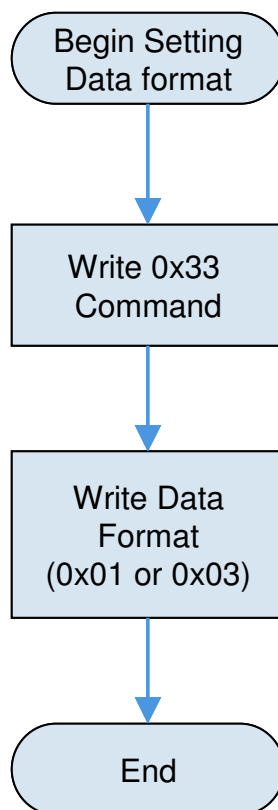 Begin Setting
Data format
Write 0x33
Command
Write Data
Format
(0x01 or 0x03)
End